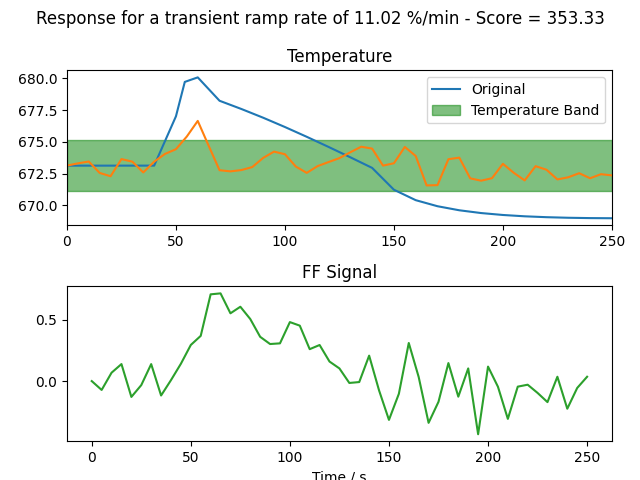 Response for a transient ramp rate of 11.02 %/min - Score = 353.33
Temperature
680.0
677.5
675.0
672.5
670.0
Original
Temperature Band
0 50 100 150 200 250
FF Signal
0.5
0.0
0 50 100 150 200 250
Time / s